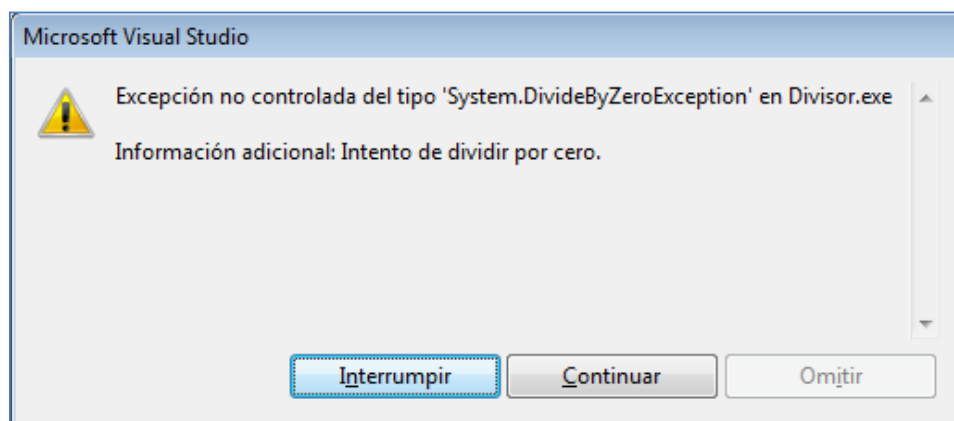 Microsoft Visual Studio
Excepción no controlada del tipo 'System.DivideByZeroException' en Divisor.exe
Información adicional: Intento de dividir por cero.
Interrumpir
Continuar
Omitir